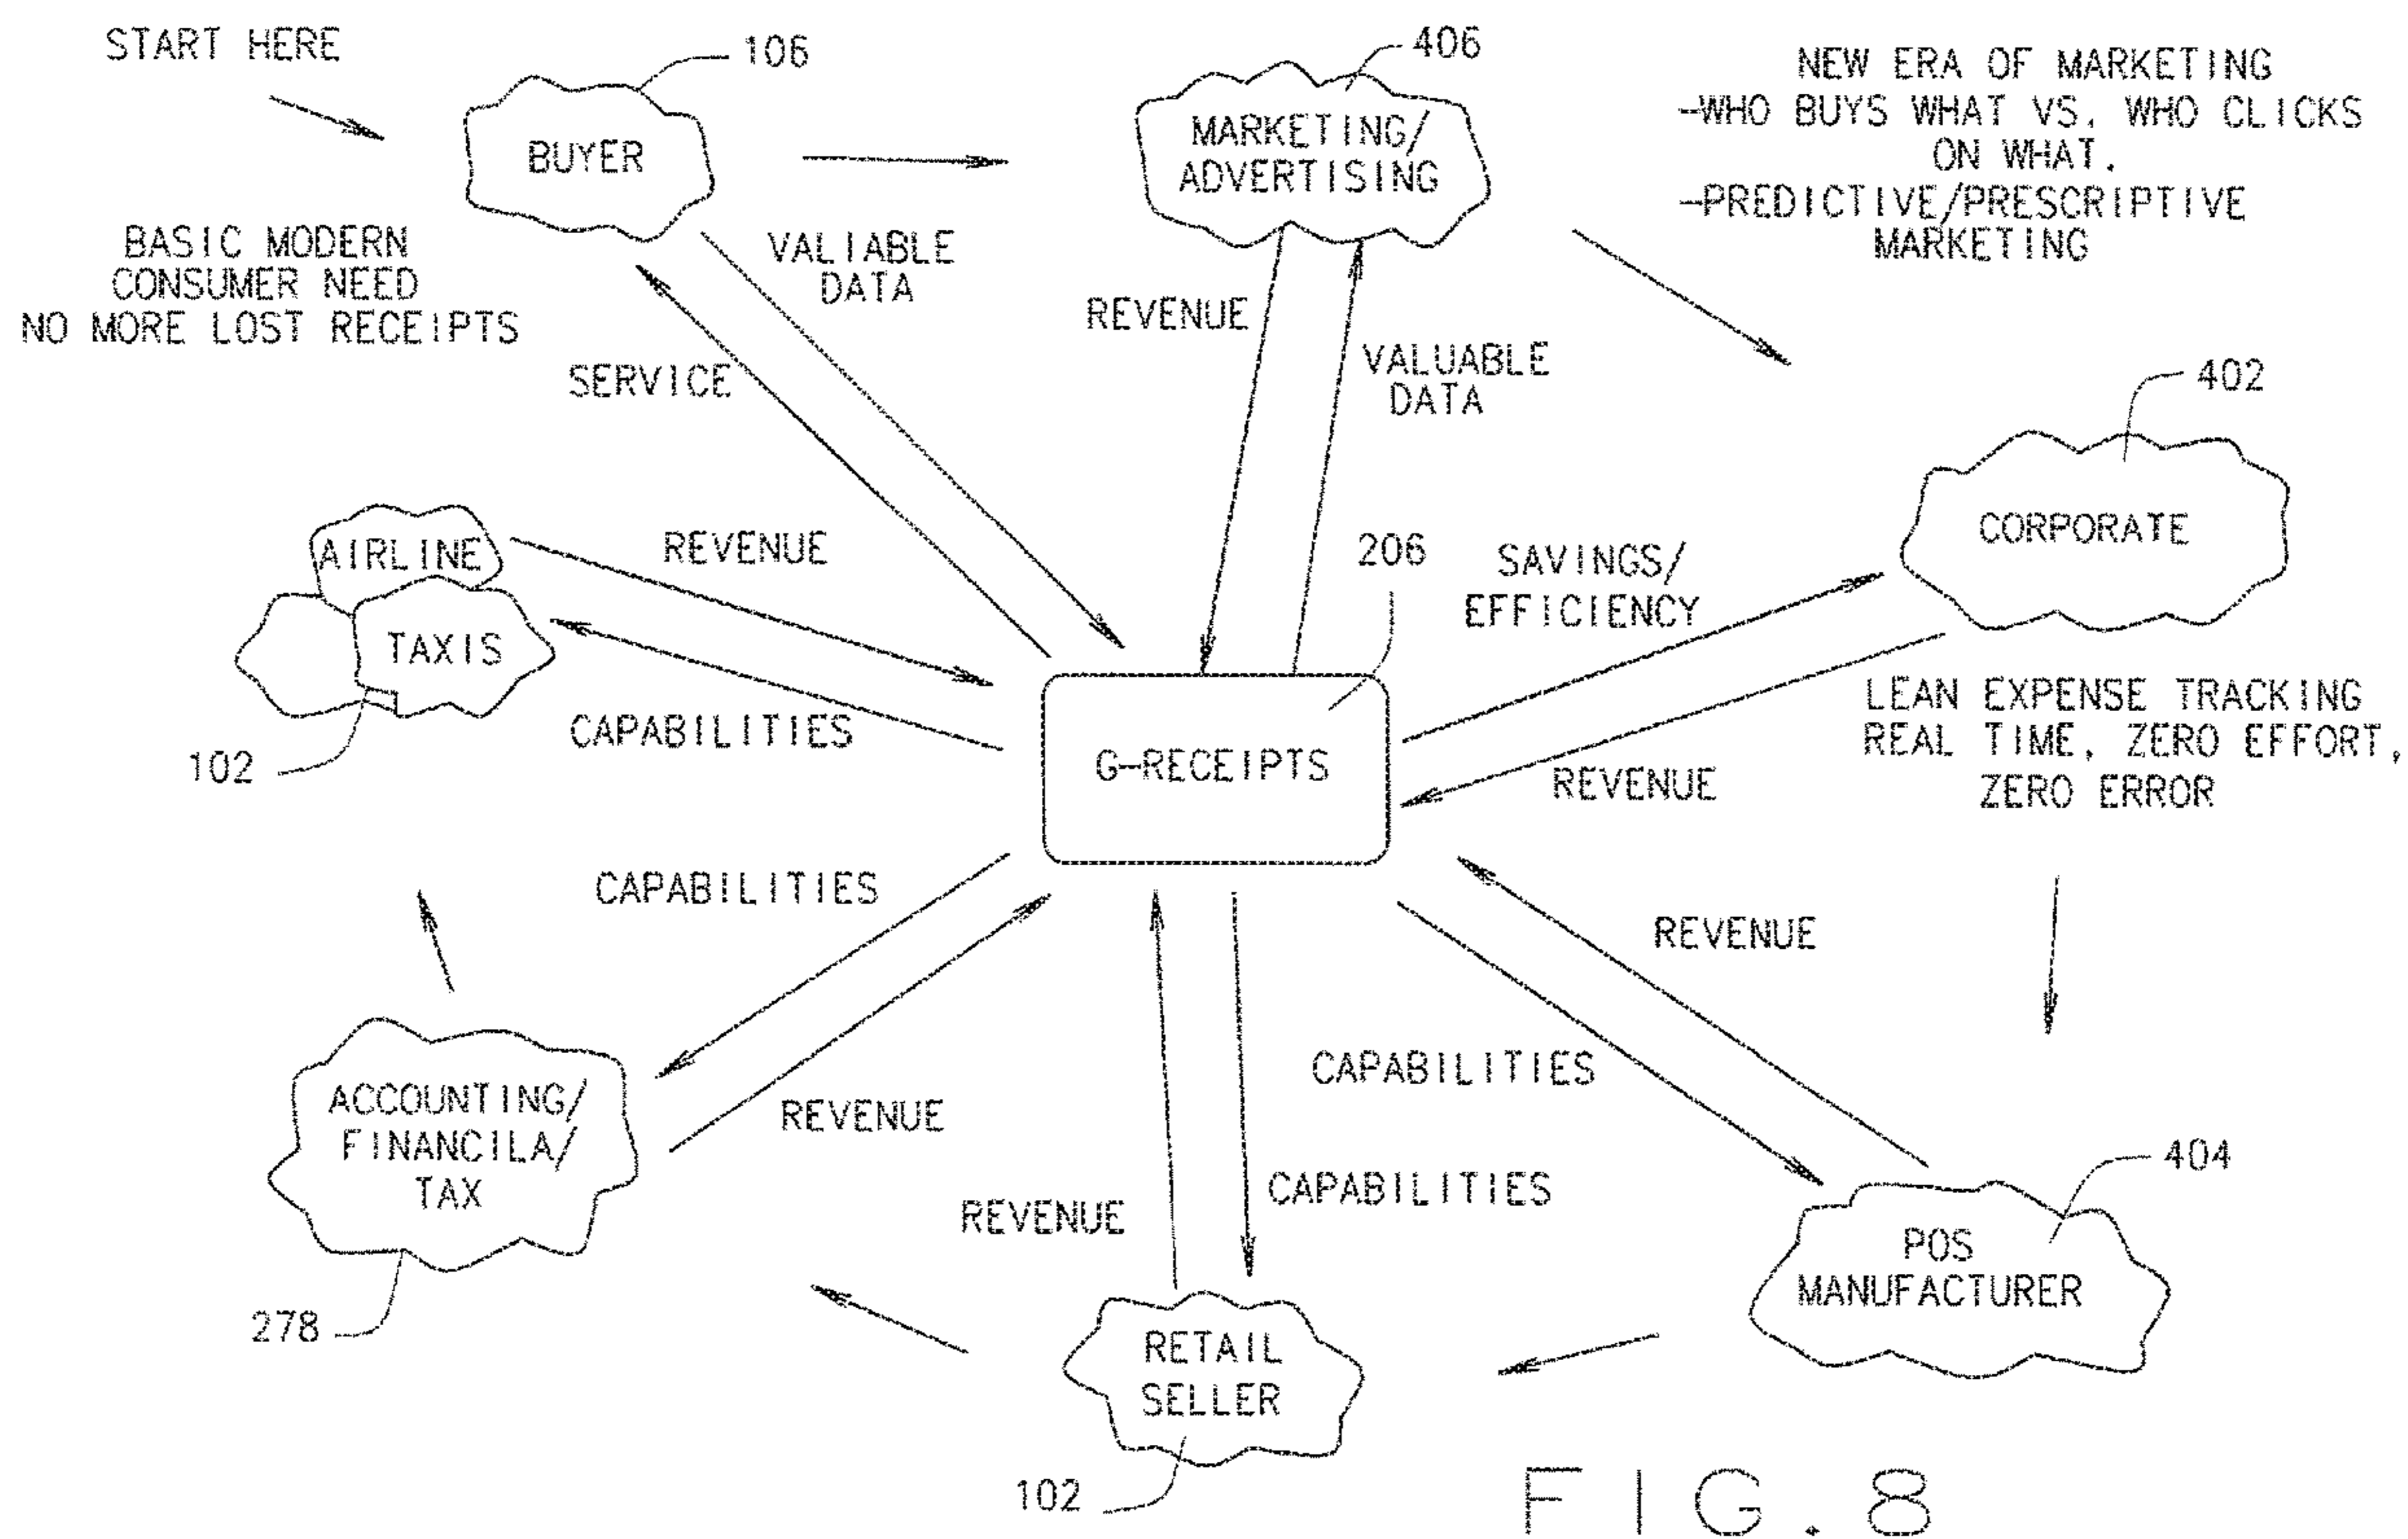 START HERE
106
BUYER
406
MARKETING/
ADVERTISING
NEW ERA OF MARKETING
-WHO BUYS WHAT VS. WHO CLICKS
ON WHAT.
-PREDICTIVE/PRESCRIPTIVE
MARKETING
BASIC MODERN
CONSUMER NEED
NO MORE LOST RECEIPTS
VALIABLE
DATA
SERVICE
REVENUE
VALUABLE
DATA
402
CORPORATE
AIRLINE
TAXIS
102
REVENUE
CAPABILITIES
206
G-RECEIPTS
SAVINGS/
EFFICIENCY
REVENUE
LEAN EXPENSE TRACKING
REAL TIME, ZERO EFFORT,
ZERO ERROR
CAPABILITIES
REVENUE
ACCOUNTING/
FINANCILA/
TAX
278
REVENUE
CAPABILITIES
REVENUE
CAPABILITIES
404
POS
MANUFACTURER
RETAIL
SELLER
102
FIG. 8